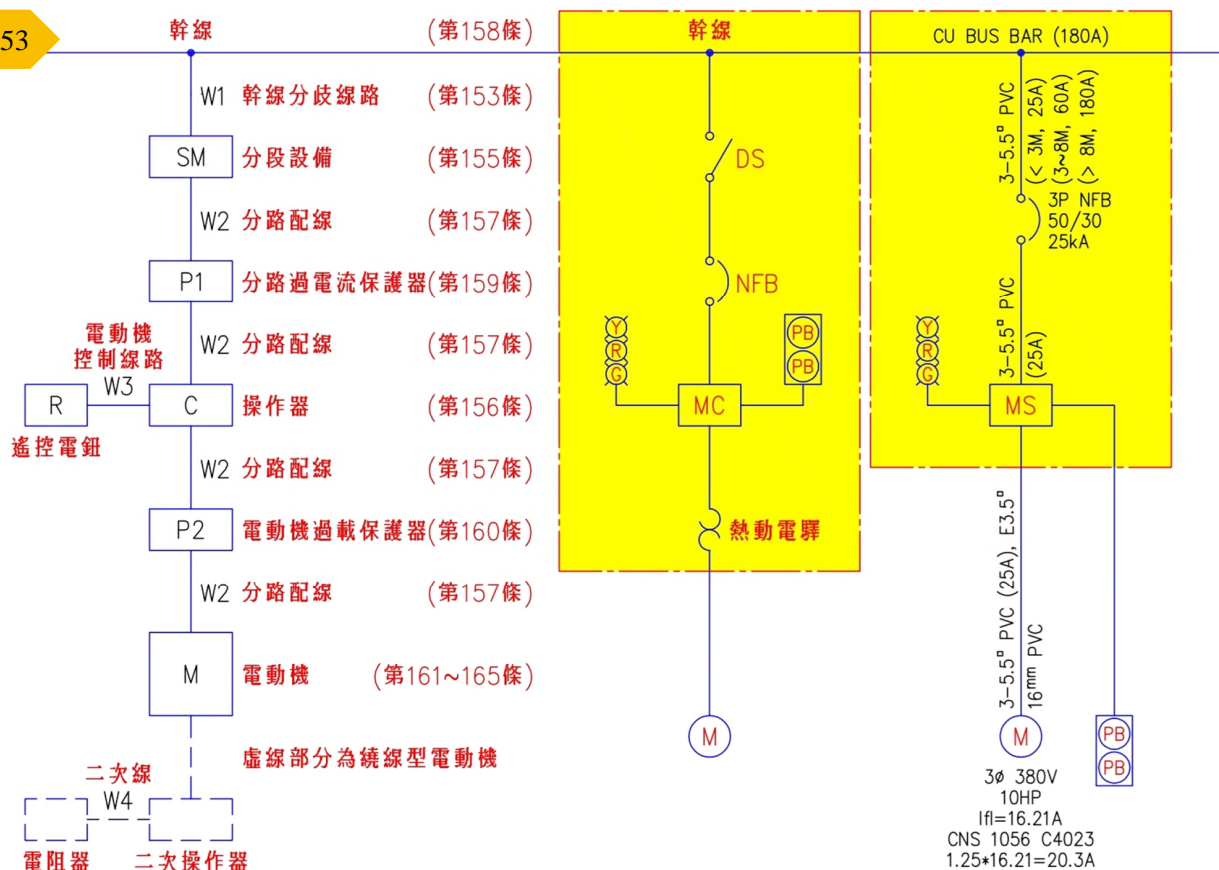 53
幹線 (第158條)
W1 幹線分歧線路 (第153條)
SM 分段設備 (第155條)
W2 分路配線 (第157條)
P1 分路過電流保護器(第159條)
W2 分路配線 (第157條)
電動機
控制線路
W3
R
C 操作器 (第156條)
遙控電鈕
W2 分路配線 (第157條)
P2 電動機過載保護器(第160條)
W2 分路配線 (第157條)
M 電動機 (第161~165條)
虛線部分為繞線型電動機
二次線
W4
電阻器
二次操作器
幹線
DS
NFB
Y
R
G
PB
PB
MC
熱動電驛
M
CU BUS BAR (180A)
3-5.5□ PVC
(< 3M, 25A)
(3~8M, 60A)
(> 8M, 180A)
3P NFB
50/30
25kA
3-5.5□ PVC
(25A)
Y
R
G
MS
3-5.5□ PVC (25A), E3.5□
16mm PVC
M
PB
PB
3ø 380V
10HP
Ifl=16.21A
CNS 1056 C4023
1.25*16.21=20.3A